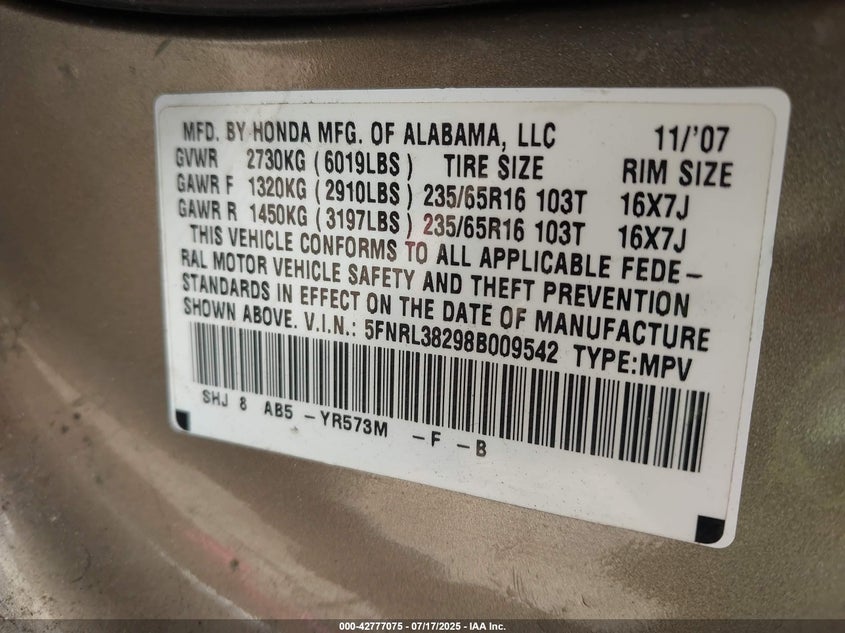 MFD. BY HONDA MFG. OF ALABAMA, LLC 11/'07
GVWR 2730KG (6019LBS) TIRE SIZE RIM SIZE
GAWR F 1320KG (2910LBS) 235/65R16 103T 16X7J
GAWR R 1450KG (3197LBS) 235/65R16 103T 16X7J
THIS VEHICLE CONFORMS TO ALL APPLICABLE FEDE-
RAL MOTOR VEHICLE SAFETY AND THEFT PREVENTION
STANDARDS IN EFFECT ON THE DATE OF MANUFACTURE
SHOWN ABOVE. V.I.N.: 5FNRL38298B009542 TYPE:MPV
SHJ 8 AB5 -YR573M -F -B
000-42777075 | 07/17/2025 - IAA Inc.